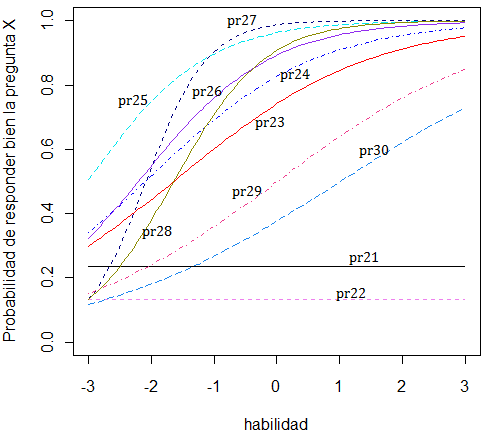 Probabilidad de responder bien la pregunta X
1.0
0.8
0.6
0.4
0.2
0.0
pr27
pr25
pr26
pr24
pr23
pr30
pr29
pr28
pr21
pr22
-3
-2
-1
0
1
2
3
habilidad